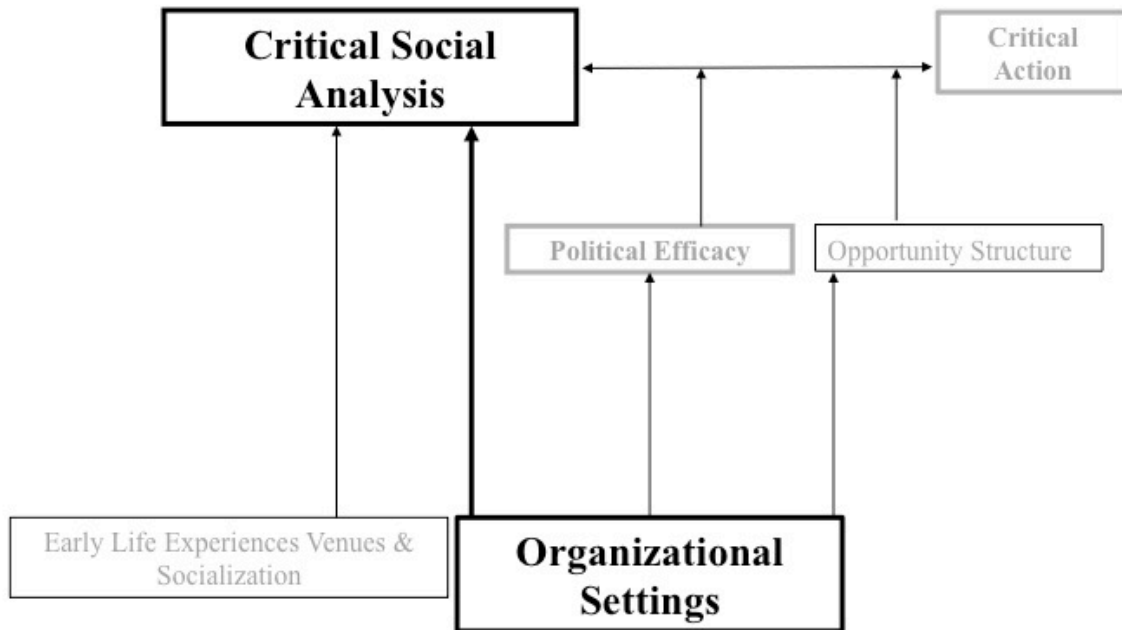 Critical Social
Analysis
Critical
Action
Political Efficacy
Opportunity Structure
Early Life Experiences Venues &
Socialization
Organizational
Settings